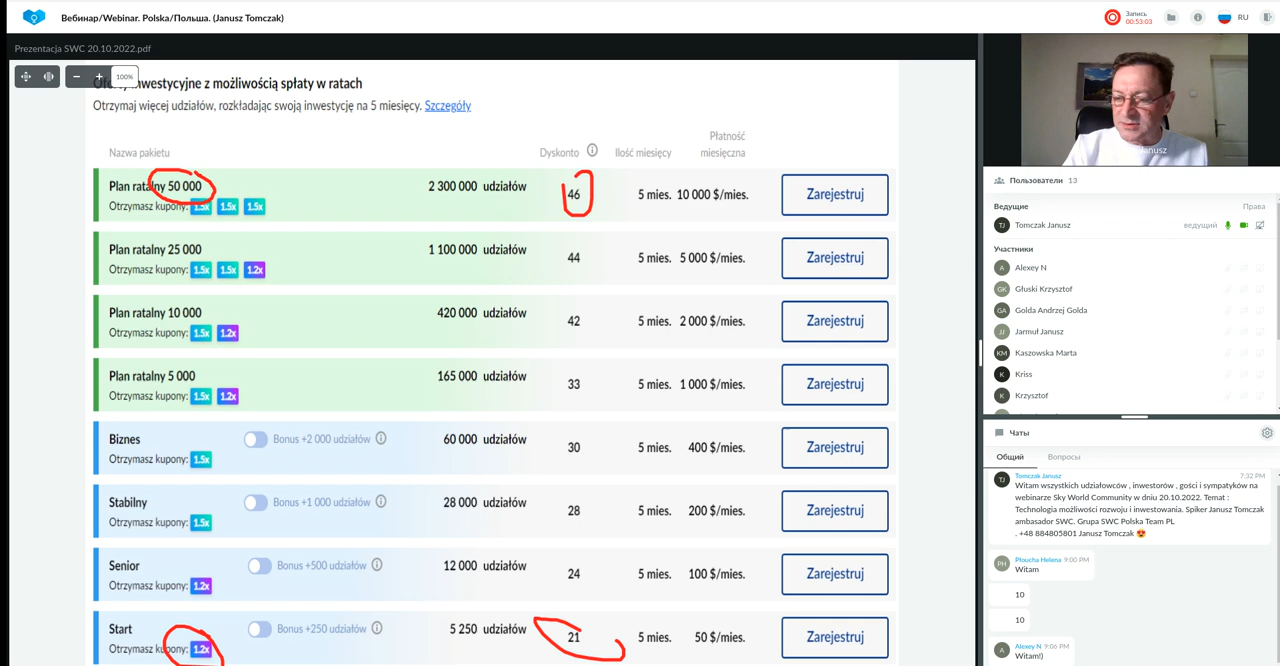 Вебинар/Webinar. Polska/Польша. (Janusz Tomczak)
Запись
00:53:03
RU
Prezentacja SWC 20.10.2022.pdf
100%
inwestycyjne z możliwością spłaty w ratach
Otrzymaj więcej udziałów, rozkładając swoją inwestycję na 5 miesięcy. Szczegóły
Nazwa pakietu
Dyskonto
Ilość miesięcy
Płatność
miesięczna
Plan ratalny 50 000
2 300 000 udziałów
46
5 mies. 10 000 $/mies.
Zarejestruj
Otrzymasz kupony: 1.5x 1.5x 1.5x
Plan ratalny 25 000
1 100 000 udziałów
44
5 mies. 5 000 $/mies.
Zarejestruj
Otrzymasz kupony: 1.5x 1.5x 1.2x
Plan ratalny 10 000
420 000 udziałów
42
5 mies. 2 000 $/mies.
Zarejestruj
Otrzymasz kupony: 1.5x 1.2x
Plan ratalny 5 000
165 000 udziałów
33
5 mies. 1 000 $/mies.
Zarejestruj
Otrzymasz kupony: 1.5x 1.2x
Biznes
Bonus +2 000 udziałów
60 000 udziałów
30
5 mies. 400 $/mies.
Zarejestruj
Otrzymasz kupony: 1.5x
Stabilny
Bonus +1 000 udziałów
28 000 udziałów
28
5 mies. 200 $/mies.
Zarejestruj
Otrzymasz kupony: 1.5x
Senior
Bonus +500 udziałów
12 000 udziałów
24
5 mies. 100 $/mies.
Zarejestruj
Otrzymasz kupony: 1.2x
Start
Bonus +250 udziałów
5 250 udziałów
21
5 mies. 50 $/mies.
Zarejestruj
Otrzymasz kupony: 1.2x
Janusz
Пользователи 13
Ведущие
Права
TJ Tomczak Janusz ведущий
Участники
A Alexey N
GK Głuski Krzysztof
GA Golda Andrzej Golda
JJ Jarmuł Janusz
KM Kaszowska Marta
K Kriss
K Krzysztof
Чаты
Общий
Вопросы
TJ Tomczak Janusz 7:32 PM
Witam wszystkich udziałowców , inwestorów , gości i sympatyków na
webinarze Sky World Community w dniu 20.10.2022. Temat :
Technologia możliwości rozwoju i inwestowania. Spiker Janusz Tomczak
ambasador SWC. Grupa SWC Polska Team PL
. +48 884805801 Janusz Tomczak 😍
PH Płoucha Helena 9:00 PM
Witam
10
10
A Alexey N 9:06 PM
Witam!)